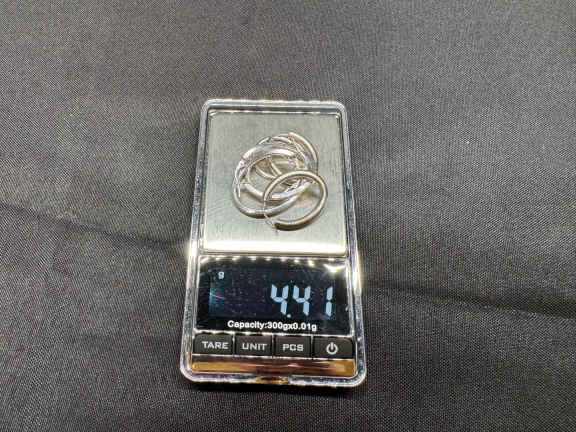 g
4.41
Capacity:300gx0.01g
TARE UNIT PCS